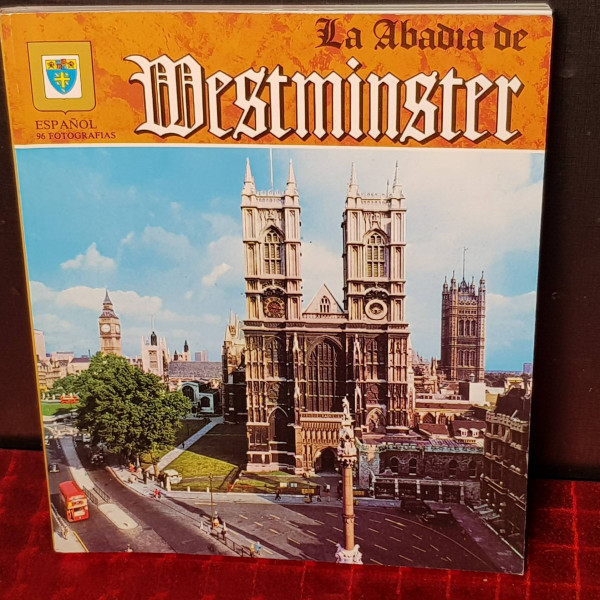 La Abadia de
Westminster
ESPAÑOL
96 FOTOGRAFIAS